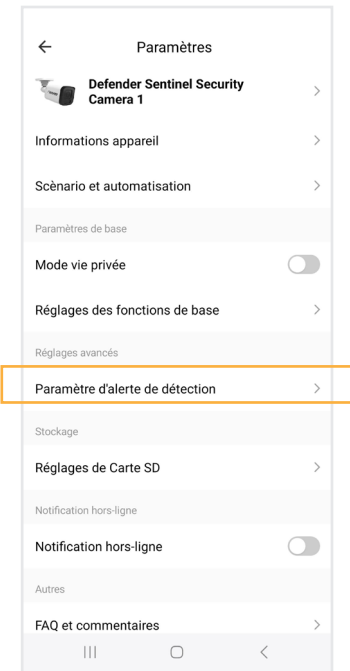 Paramètres
Defender Sentinel Security
Camera 1
Informations appareil
Scènario et automatisation
Paramètres de base
Mode vie privée
Réglages des fonctions de base
Réglages avancés
Paramètre d'alerte de détection
Stockage
Réglages de Carte SD
Notification hors-ligne
Notification hors-ligne
Autres
FAQ et commentaires